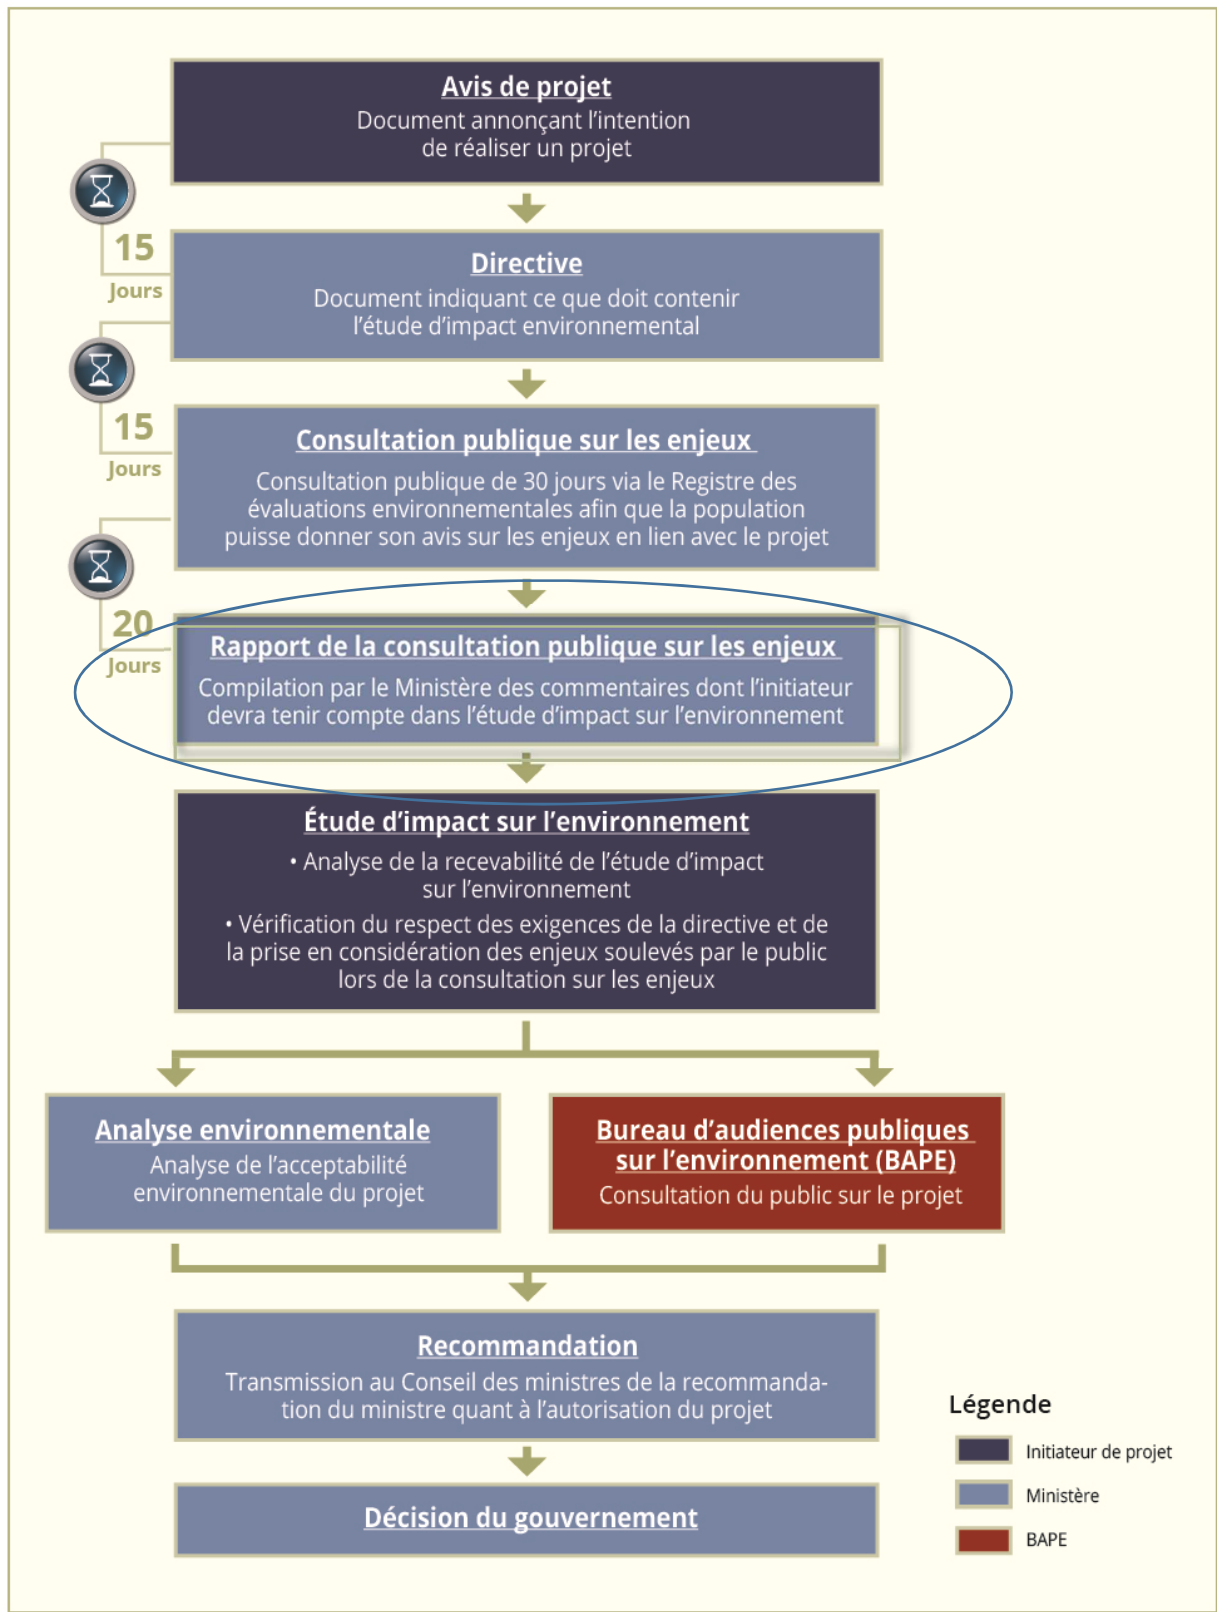 Avis de projet
Document annonçant l’intention
de réaliser un projet
15
Jours
Directive
Document indiquant ce que doit contenir
l’étude d’impact environnemental
15
Jours
Consultation publique sur les enjeux
Consultation publique de 30 jours via le Registre des
évaluations environnementales afin que la population
puisse donner son avis sur les enjeux en lien avec le projet
20
Jours
Rapport de la consultation publique sur les enjeux
Compilation par le Ministère des commentaires dont l’initiateur
devra tenir compte dans l’étude d’impact sur l’environnement
Étude d’impact sur l’environnement
• Analyse de la recevabilité de l’étude d’impact
sur l’environnement
• Vérification du respect des exigences de la directive et de
la prise en considération des enjeux soulevés par le public
lors de la consultation sur les enjeux
Analyse environnementale
Analyse de l’acceptabilité
environnementale du projet
Bureau d’audiences publiques
sur l’environnement (BAPE)
Consultation du public sur le projet
Recommandation
Transmission au Conseil des ministres de la recommanda-
tion du ministre quant à l’autorisation du projet
Décision du gouvernement
Légende
Initiateur de projet
Ministère
BAPE